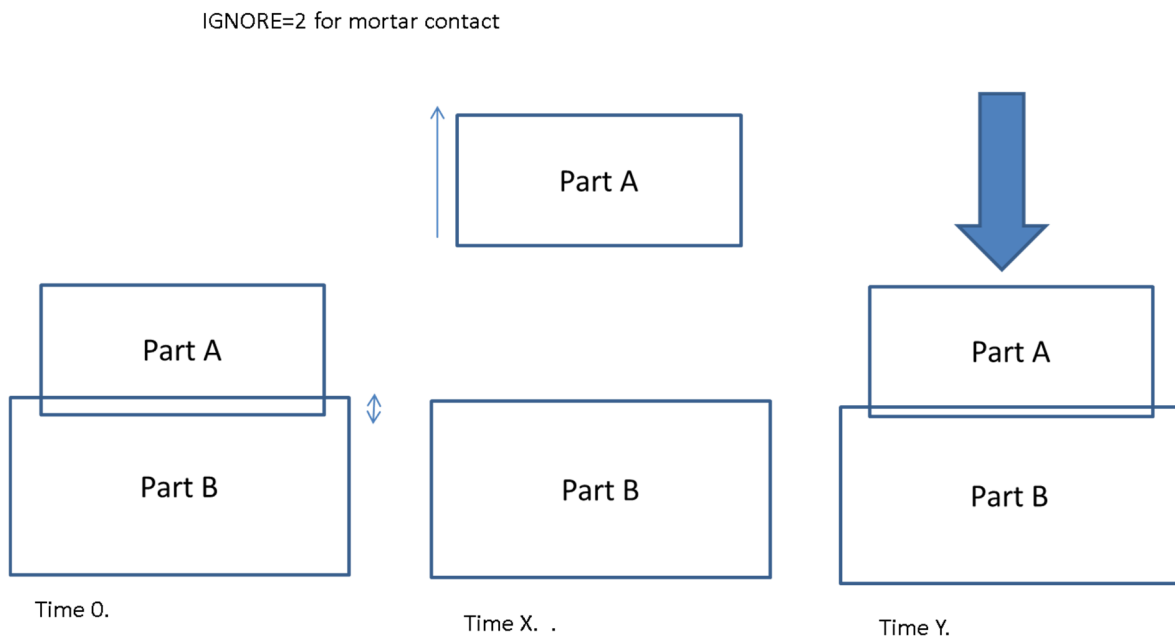 IGNORE=2 for mortar contact
Part A
Part B
Time 0.
Part A
Part B
Time X.  .
Part A
Part B
Time Y.